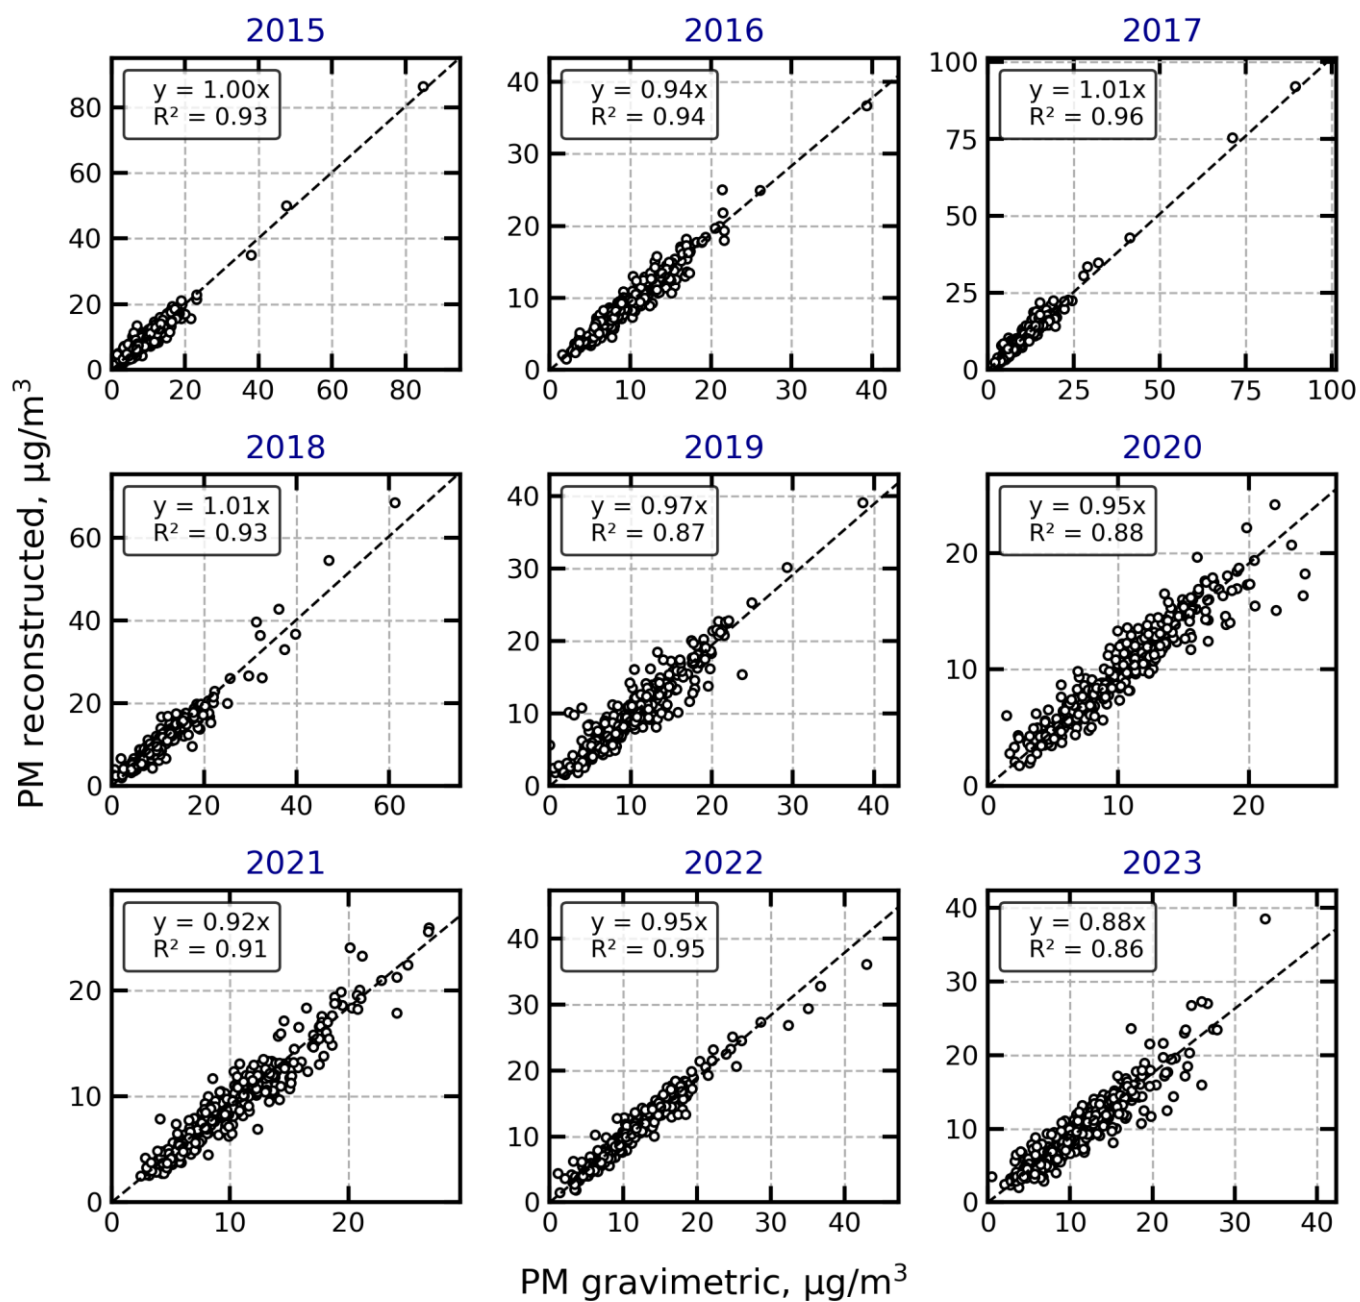 2015
2016
2017
y = 1.00x
R² = 0.93
80
60
40
20
0
0 20 40 60 80
y = 0.94x
R² = 0.94
40
30
20
10
0
0 10 20 30 40
y = 1.01x
R² = 0.96
100
75
50
25
0
0 25 50 75 100
2018
2019
2020
y = 1.01x
R² = 0.93
60
40
20
0
0 20 40 60
y = 0.97x
R² = 0.87
40
30
20
10
0
0 10 20 30 40
y = 0.95x
R² = 0.88
20
10
0
0 10 20
2021
2022
2023
y = 0.92x
R² = 0.91
20
10
0
0 10 20
y = 0.95x
R² = 0.95
40
30
20
10
0
0 10 20 30 40
y = 0.88x
R² = 0.86
40
30
20
10
0
0 10 20 30 40
PM reconstructed, μg/m³
PM gravimetric, μg/m³